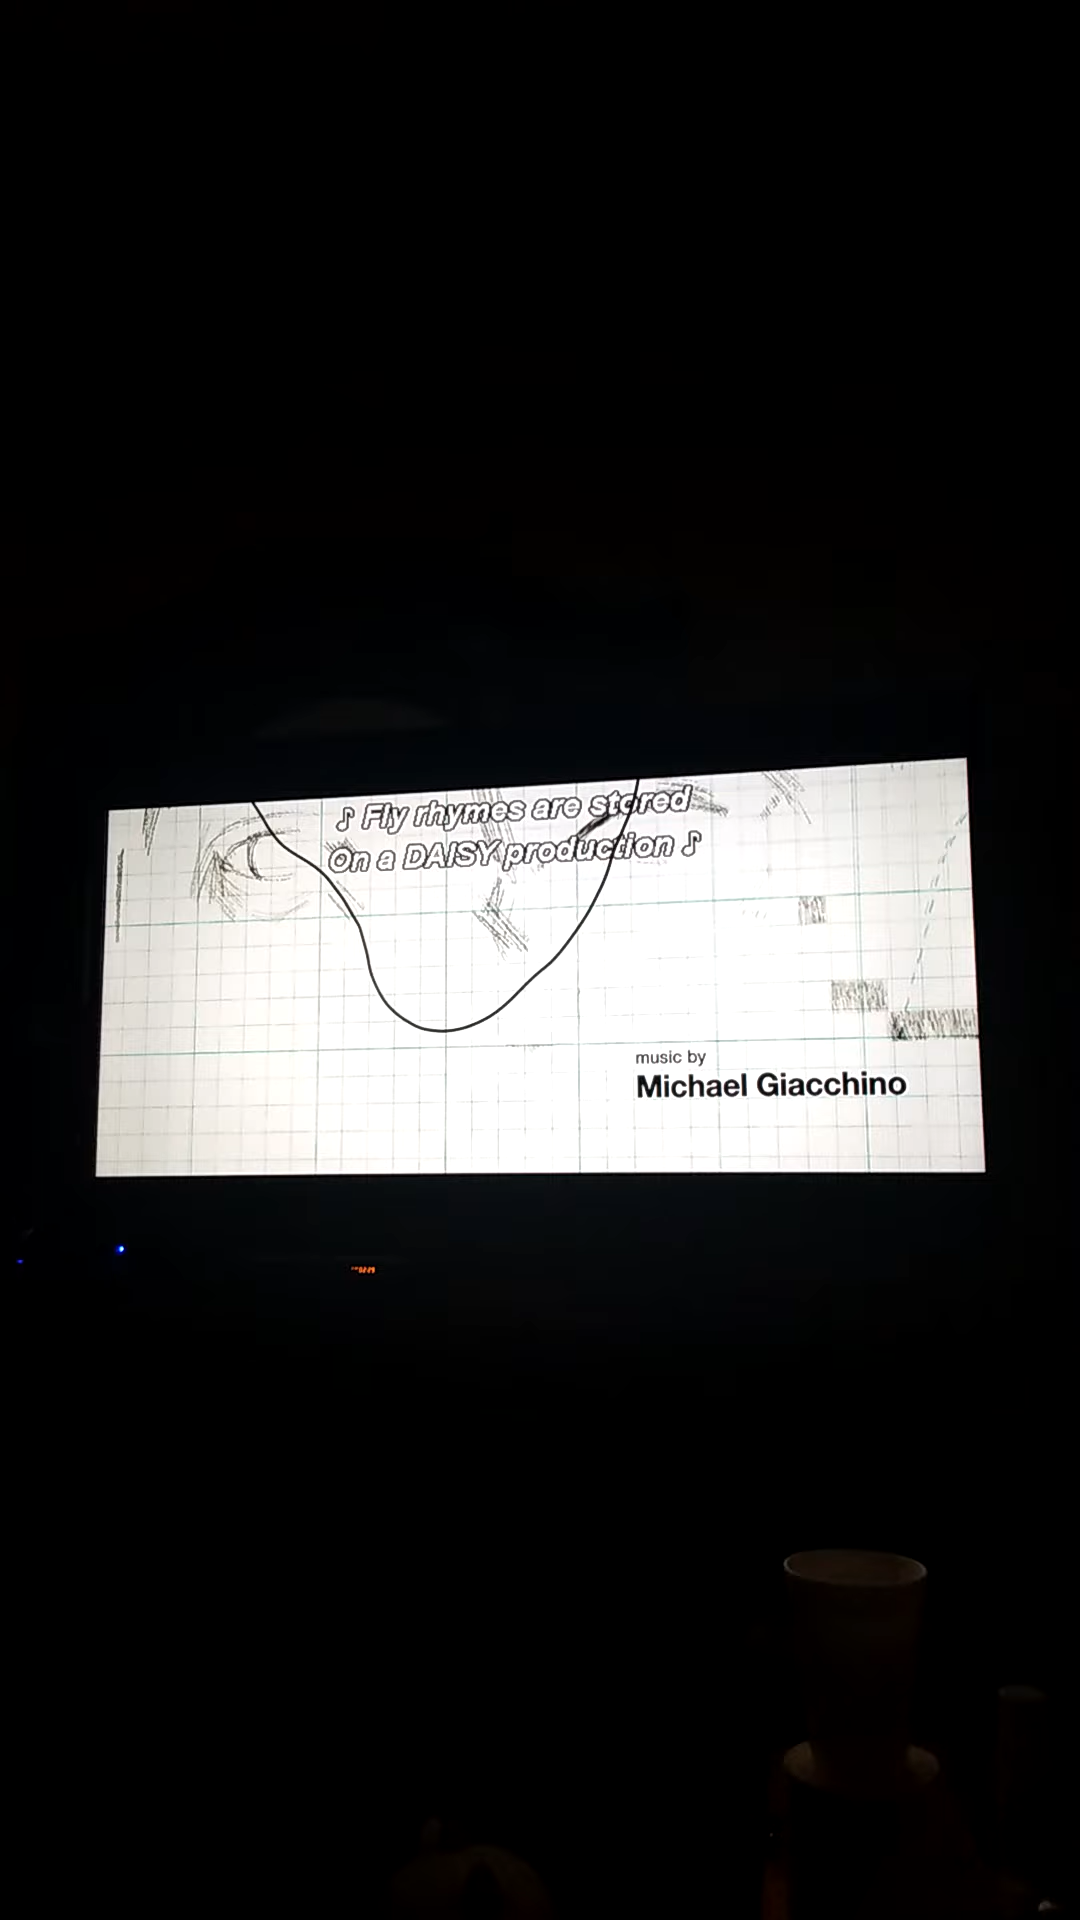 ♪ Fly rhymes are stored
On a DAISY production ♪
music by
Michael Giacchino